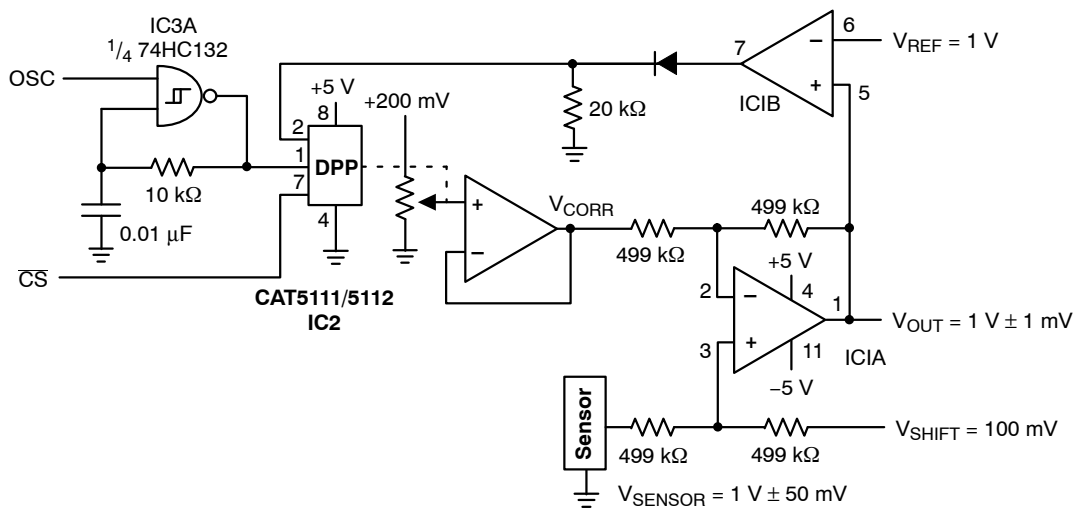 IC3A
1/4 74HC132
OSC
+5 V
+200 mV
8
2
1
7
DPP
4
10 kΩ
0.01 μF
CS
CAT5111/5112
IC2
20 kΩ
7
ICIB
−
6
VREF = 1 V
+
5
+
−
VCORR
499 kΩ
499 kΩ
+5 V
2
−
4
1
VOUT = 1 V ± 1 mV
3
+
11
ICIA
−5 V
Sensor
499 kΩ
499 kΩ
VSHIFT = 100 mV
VSENSOR = 1 V ± 50 mV